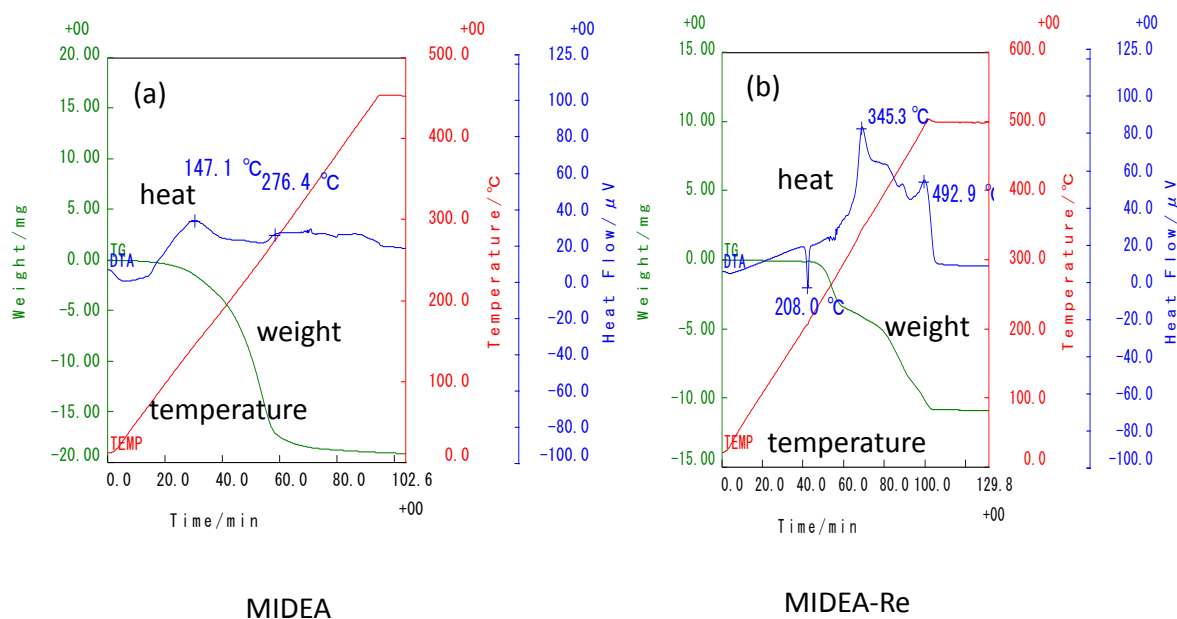 +00
+00
+00
20.00
15.00
10.00
5.00
0.00
-5.00
-10.00
-15.00
-20.00
Weight/mg
(a)
147.1 ℃
276.4 ℃
heat
TG
DTA
weight
temperature
TEMP
0.0 20.0 40.0 60.0 80.0 102.6
+00
Time/min
500.0
400.0
300.0
200.0
100.0
0.0
Temperature/℃
125.0
100.0
80.0
60.0
40.0
20.0
0.0
-20.0
-40.0
-60.0
-80.0
-100.0
Heat Flow/μV
MIDEA
+00
+00
+00
15.00
10.00
5.00
0.00
-5.00
-10.00
-15.00
Weight/mg
(b)
345.3 ℃
heat
492.9 ℃
TG
DTA
208.0 ℃
weight
TEMP
temperature
0.0 20.0 40.0 60.0 80.0 100.0 129.8
+00
Time/min
600.0
500.0
400.0
300.0
200.0
100.0
0.0
Temperature/℃
125.0
100.0
80.0
60.0
40.0
20.0
0.0
-20.0
-40.0
-60.0
-80.0
-100.0
Heat Flow/μV
MIDEA-Re